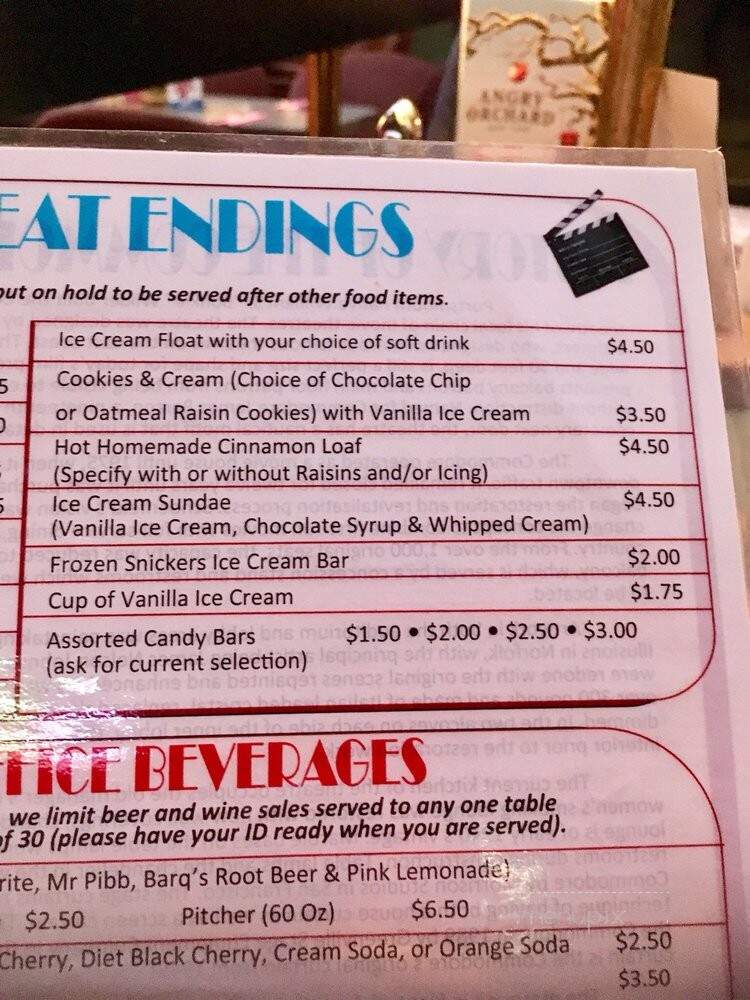 ANGRY
ORCHARD
EAT ENDINGS
put on hold to be served after other food items.
Ice Cream Float with your choice of soft drink $4.50
Cookies & Cream (Choice of Chocolate Chip
or Oatmeal Raisin Cookies) with Vanilla Ice Cream $3.50
Hot Homemade Cinnamon Loaf $4.50
(Specify with or without Raisins and/or Icing)
Ice Cream Sundae $4.50
(Vanilla Ice Cream, Chocolate Syrup & Whipped Cream)
Frozen Snickers Ice Cream Bar $2.00
Cup of Vanilla Ice Cream $1.75
Assorted Candy Bars $1.50 • $2.00 • $2.50 • $3.00
(ask for current selection)
FICE BEVERAGES
we limit beer and wine sales served to any one table
of 30 (please have your ID ready when you are served).
rite, Mr Pibb, Barq's Root Beer & Pink Lemonade)
$2.50 Pitcher (60 Oz) $6.50
Cherry, Diet Black Cherry, Cream Soda, or Orange Soda $2.50
$3.50